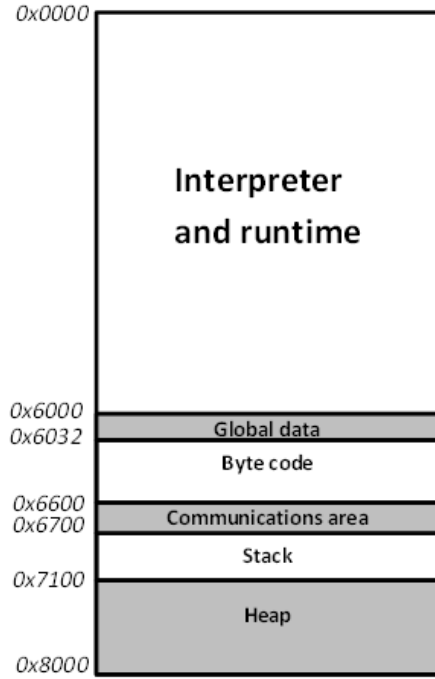 0x0000
Interpreter
and runtime
0x6000
Global data
0x6032
Byte code
0x6600
Communications area
0x6700
Stack
0x7100
Heap
0x8000